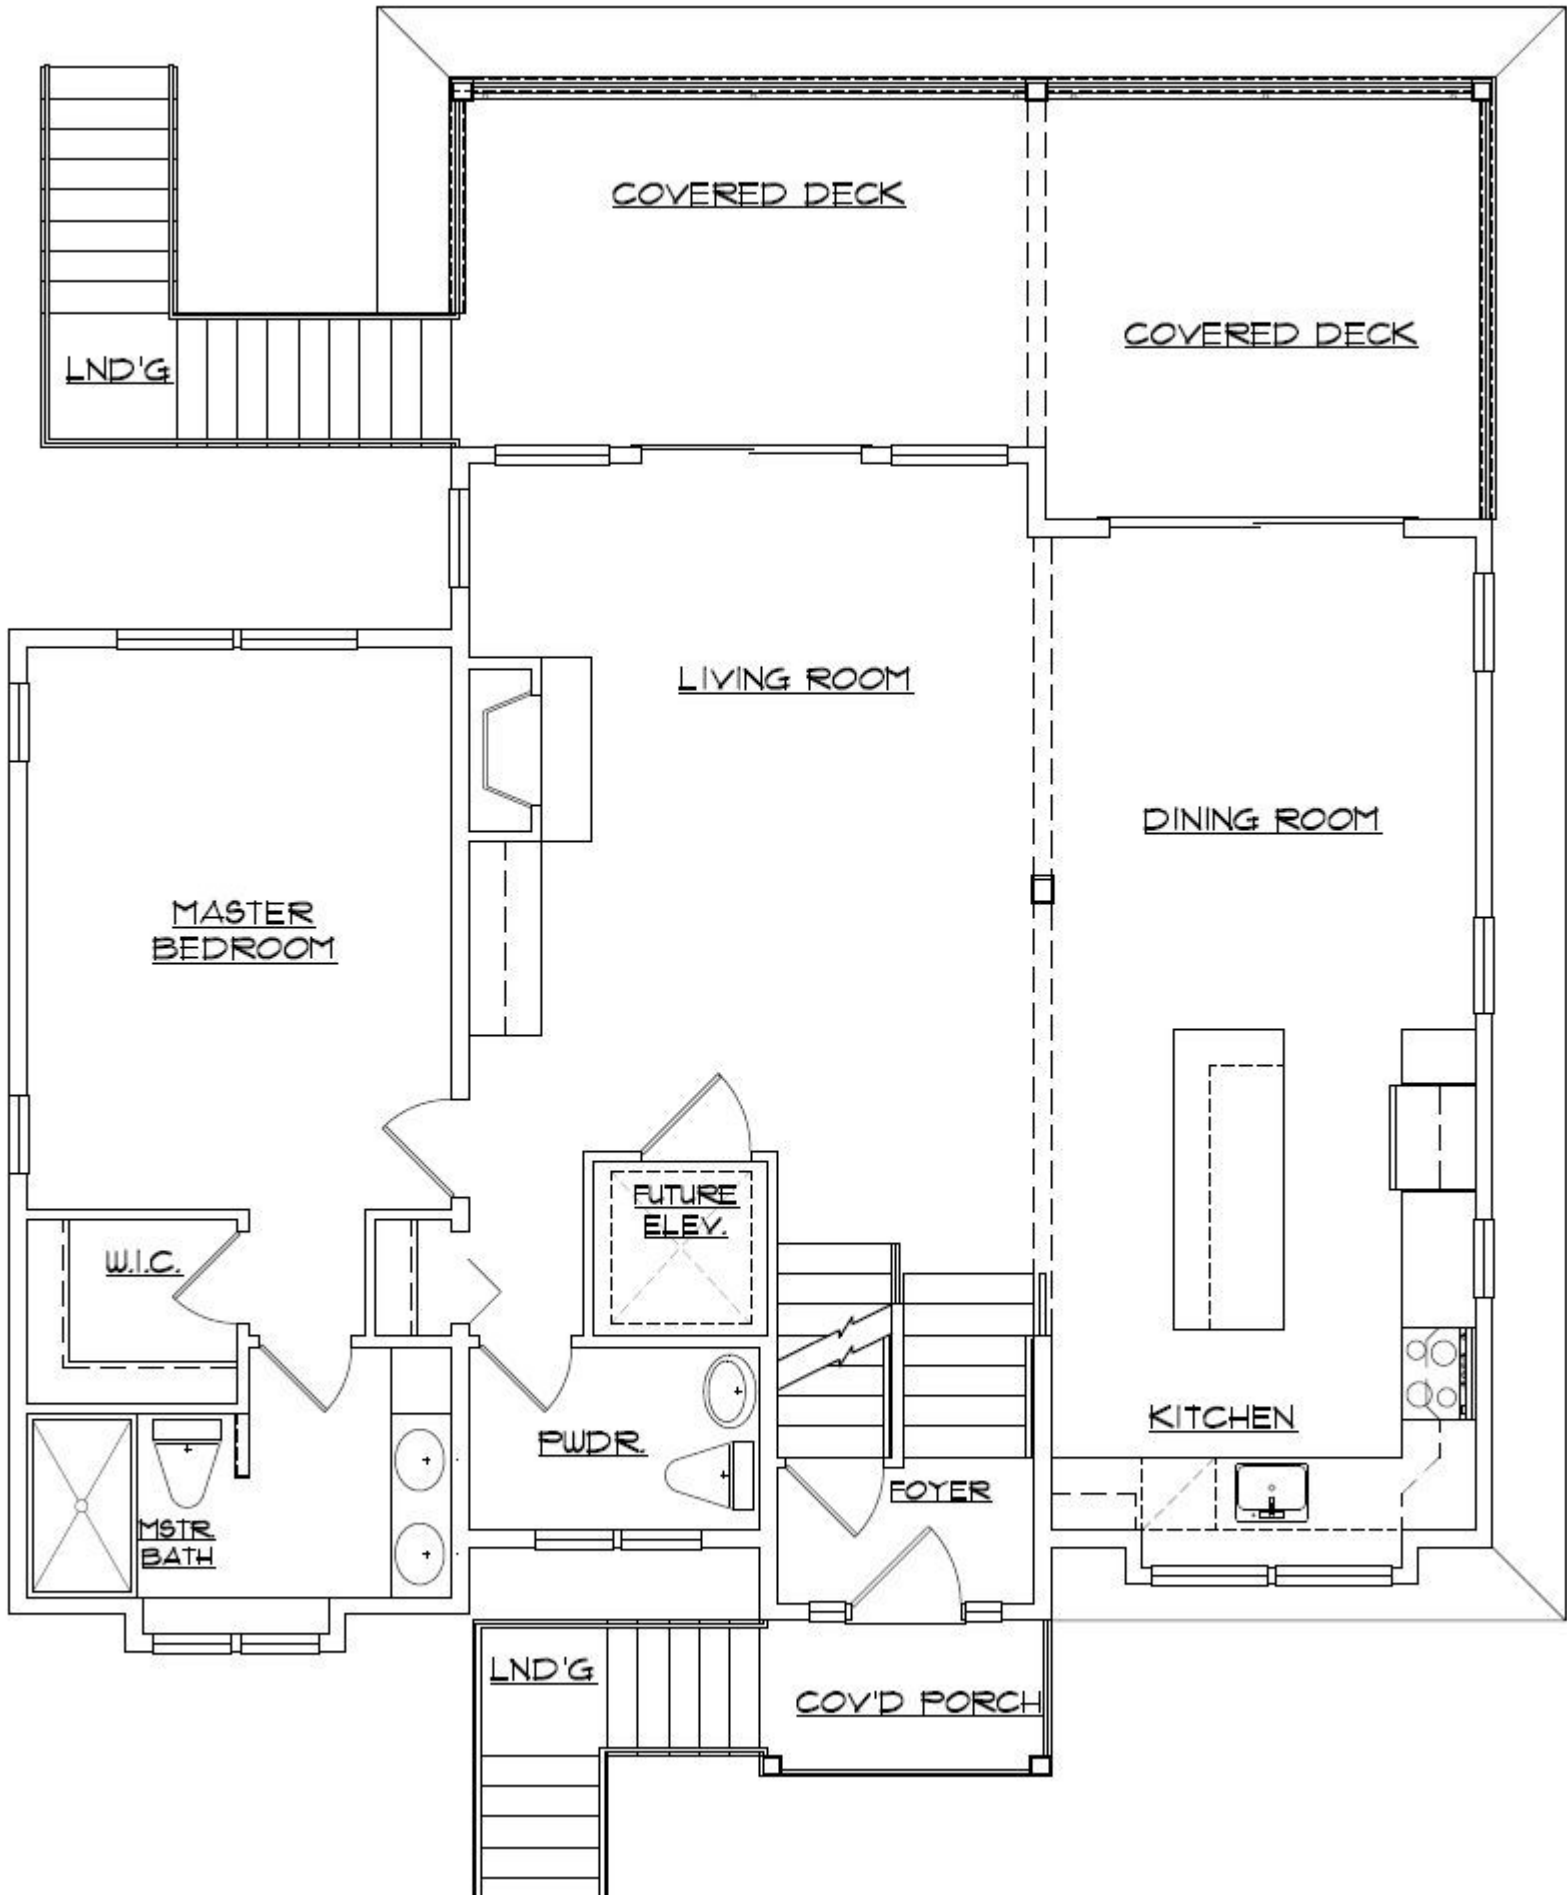 COVERED DECK
COVERED DECK
LND'G
LIVING ROOM
DINING ROOM
MASTER
BEDROOM
FUTURE
ELEV.
W.I.C.
KITCHEN
PWDR.
FOYER
MSTR.
BATH
LND'G
COV'D PORCH